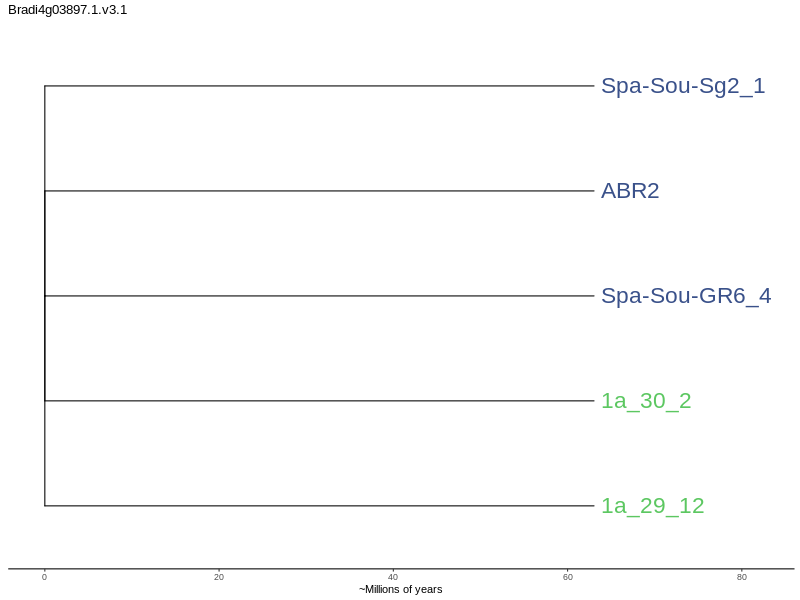 Bradi4g03897.1.v3.1
Spa-Sou-Sg2_1
ABR2
Spa-Sou-GR6_4
1a_30_2
1a_29_12
0 20 40 60 80
~Millions of years